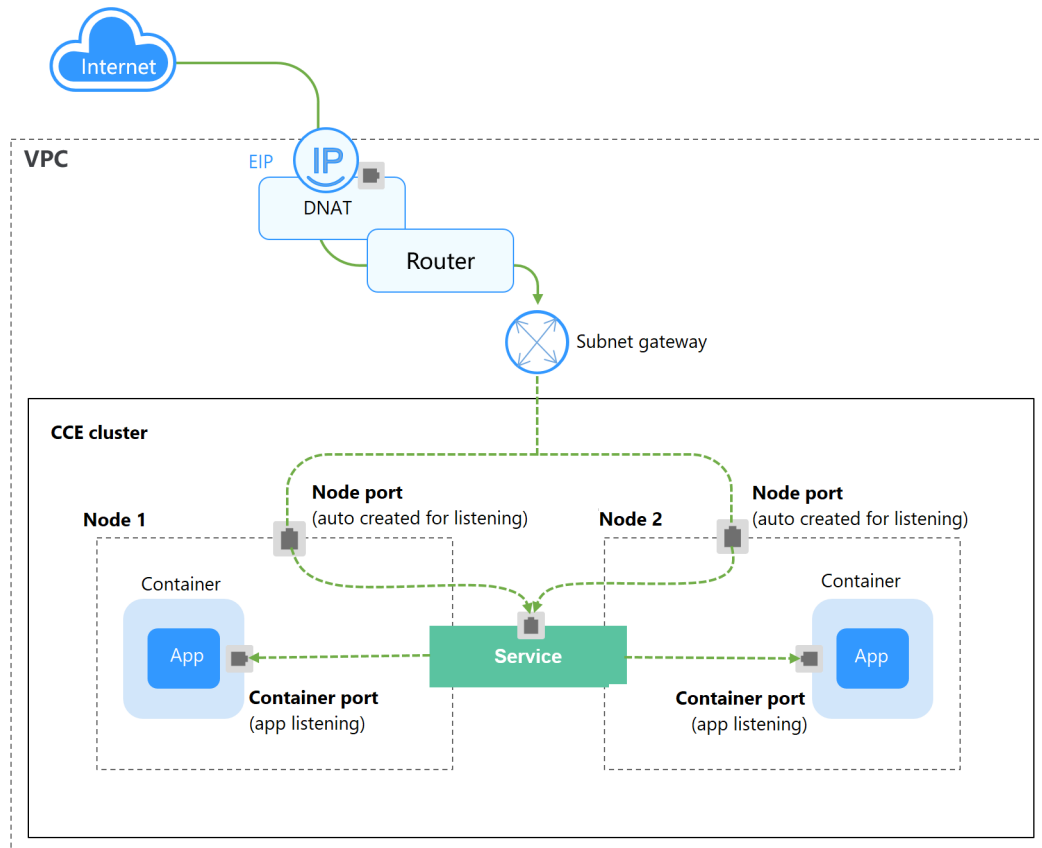 Internet
VPC
EIP
IP
DNAT
Router
Subnet gateway
CCE cluster
Node port
(auto created for listening)
Node port
(auto created for listening)
Node 1
Node 2
Container
Container
App
Service
App
Container port
(app listening)
Container port
(app listening)